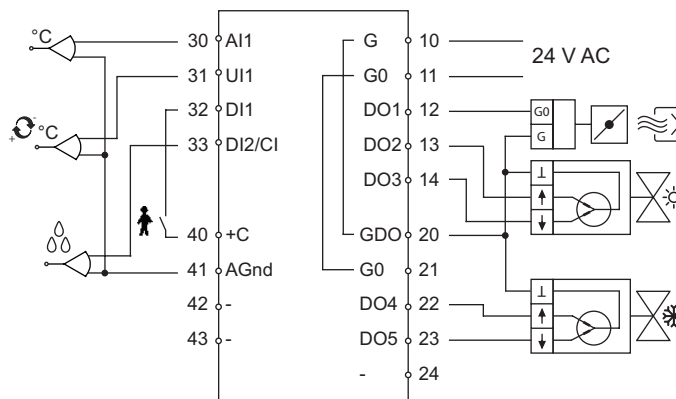 °C
30 AI1
G 10
24 V AC
31 UI1
G0 11
32 DI1
DO1 12
G0
+ - °C
33 DI2/CI
DO2 13
G
DO3 14
⊥
↑
↓
40 +C
GDO 20
41 AGnd
G0 21
42 -
DO4 22
⊥
↑
43 -
DO5 23
↓
- 24